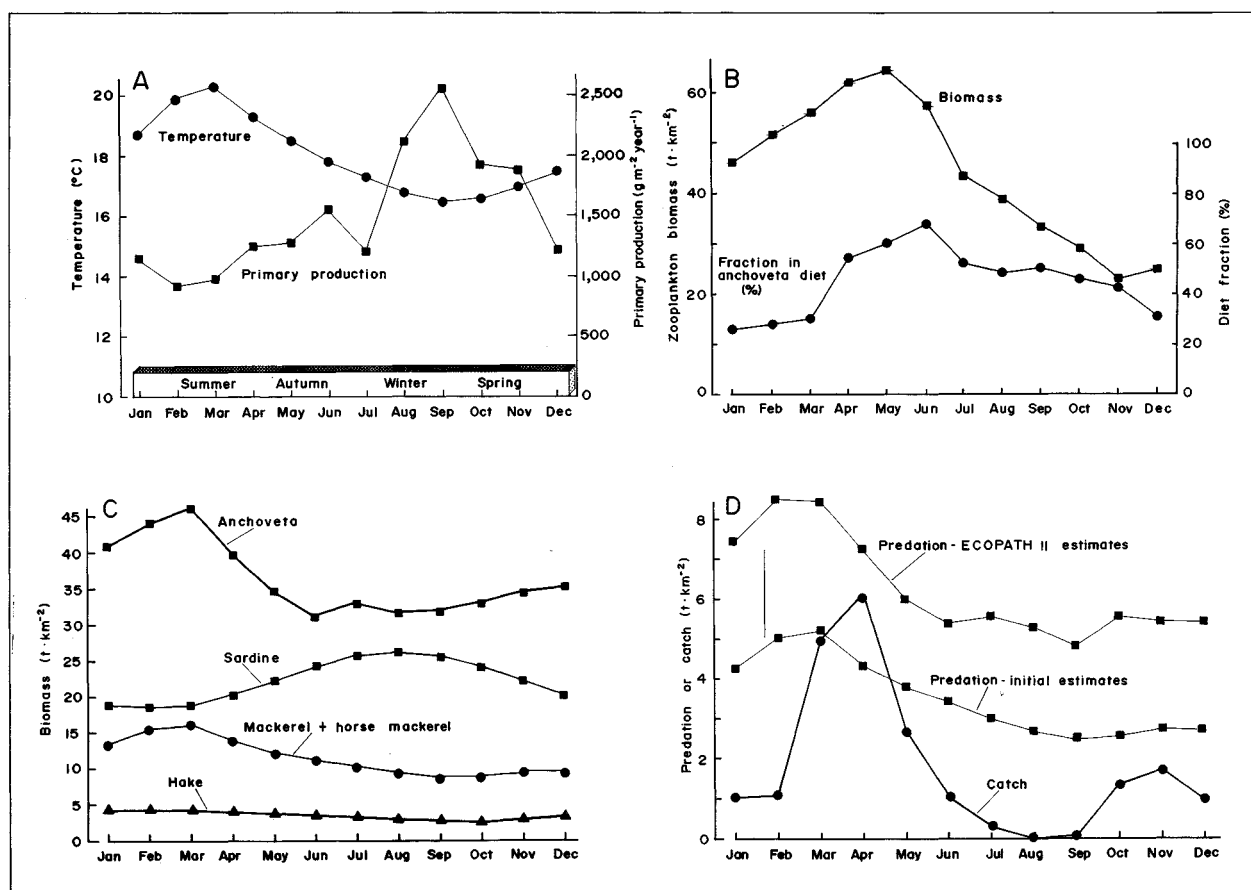 A
Temperature (°C)
20
18
16
14
12
10
Temperature
Primary production
2,500
2,000
1,500
1,000
500
0
Primary production (g m⁻² year⁻¹)
Summer Autumn Winter Spring
Jan Feb Mar Apr May Jun Jul Aug Sep Oct Nov Dec
B
Zooplankton biomass (t·km⁻²)
60
40
20
0
Biomass
Fraction in
anchoveta diet
(%)
100
80
60
40
20
0
Diet fraction (%)
Jan Feb Mar Apr May Jun Jul Aug Sep Oct Nov Dec
C
Biomass (t·km⁻²)
45
40
35
30
25
20
15
10
5
0
Anchoveta
Sardine
Mackerel + horse mackerel
Hake
Jan Feb Mar Apr May Jun Jul Aug Sep Oct Nov Dec
D
Predation or catch (t·km⁻²)
8
6
4
2
0
Predation - ECOPATH II estimates
Predation - initial estimates
Catch
Jan Feb Mar Apr May Jun Jul Aug Sep Oct Nov Dec